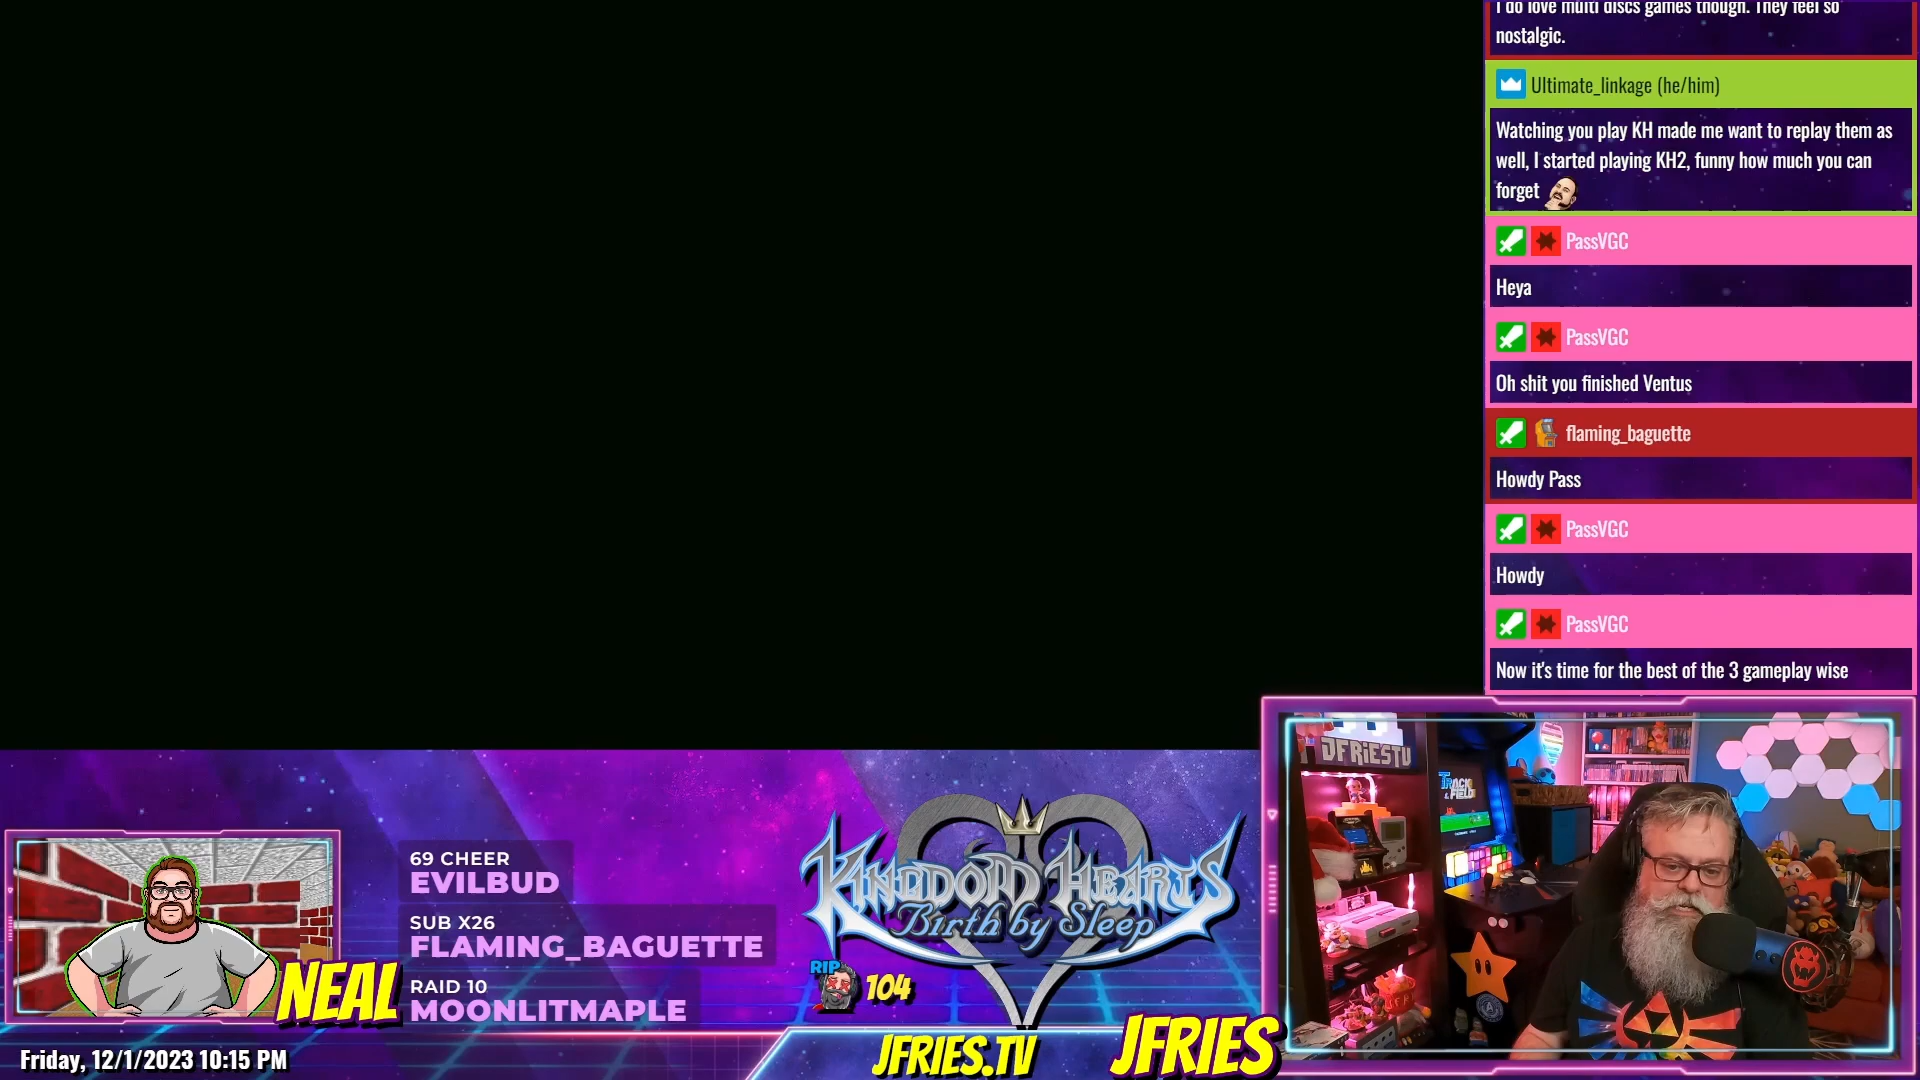 I do love multi discs games though. They feel so
nostalgic.
Ultimate_linkage (he/him)
Watching you play KH made me want to replay them as
well, I started playing KH2, funny how much you can
forget
PassVGC
Heya
PassVGC
Oh shit you finished Ventus
flaming_baguette
Howdy Pass
PassVGC
Howdy
PassVGC
Now it's time for the best of the 3 gameplay wise
JFRIESTV
TRACK
& FIELD
69 CHEER
EVILBUD
SUB X26
FLAMING_BAGUETTE
RAID 10
MOONLITMAPLE
NEAL
KINGDOM HEARTS
Birth by Sleep
RIP
104
JFRIES.TV
JFRIES
Friday, 12/1/2023 10:15 PM